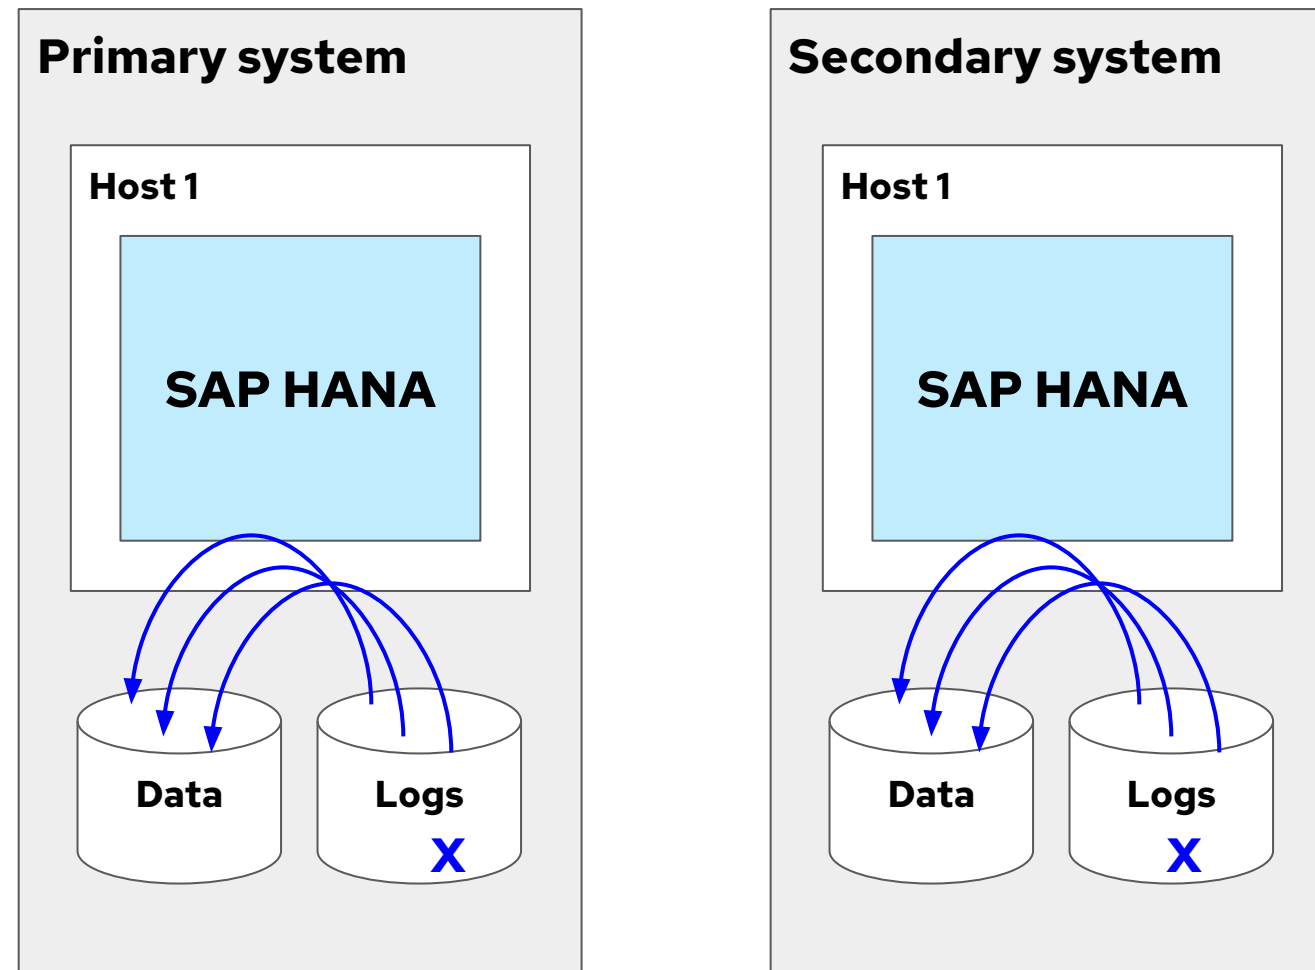 Primary system
Host 1
SAP HANA
Data
Logs
X
Secondary system
Host 1
SAP HANA
Data
Logs
X